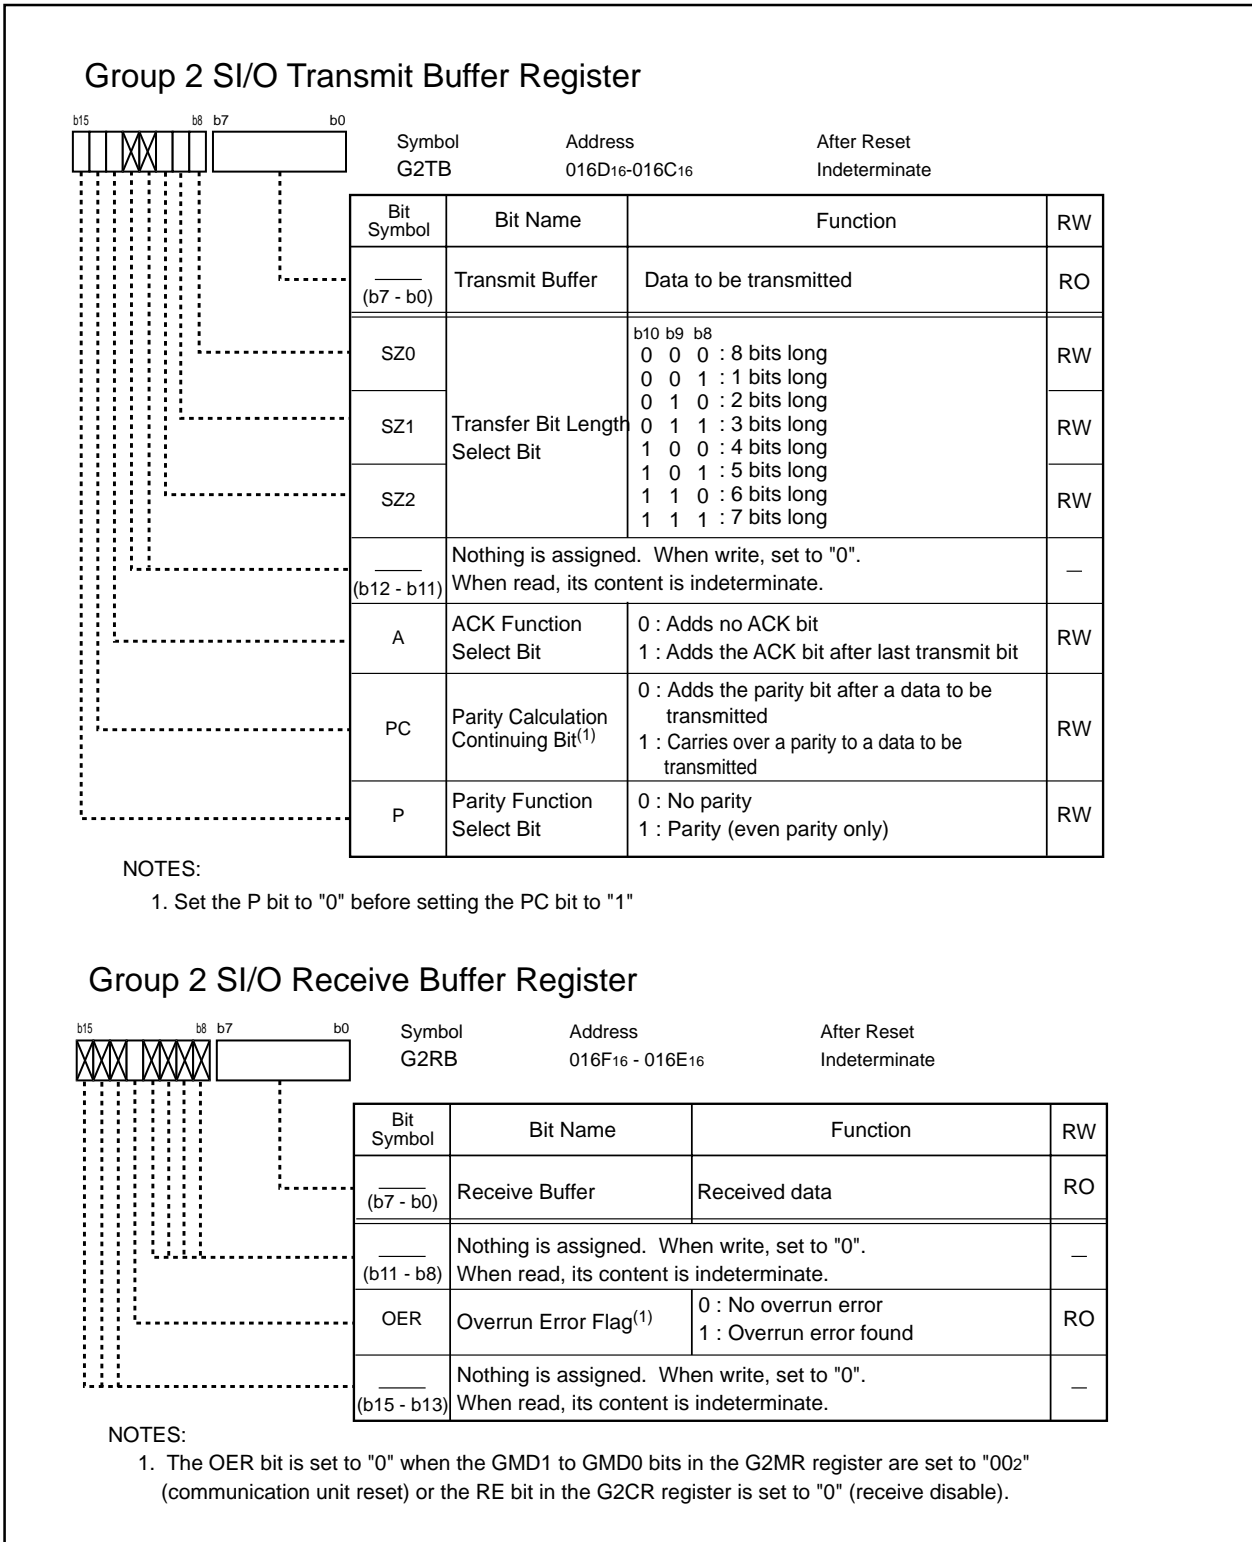 Group 2 SI/O Transmit Buffer Register
b15 b8 b7 b0
Symbol Address After Reset
G2TB 016D16-016C16 Indeterminate
Bit Symbol Bit Name Function RW
(b7 - b0) Transmit Buffer Data to be transmitted RO
b10 b9 b8
SZ0 0 0 0 : 8 bits long RW
0 0 1 : 1 bits long
0 1 0 : 2 bits long
SZ1 Transfer Bit Length 0 1 1 : 3 bits long RW
Select Bit 1 0 0 : 4 bits long
1 0 1 : 5 bits long
SZ2 1 1 0 : 6 bits long RW
1 1 1 : 7 bits long
Nothing is assigned. When write, set to "0". —
(b12 - b11) When read, its content is indeterminate.
ACK Function 0 : Adds no ACK bit
A Select Bit 1 : Adds the ACK bit after last transmit bit RW
0 : Adds the parity bit after a data to be
transmitted
PC Parity Calculation RW
Continuing Bit(1) 1 : Carries over a parity to a data to be
transmitted
Parity Function 0 : No parity
P Select Bit 1 : Parity (even parity only) RW
NOTES:
1. Set the P bit to "0" before setting the PC bit to "1"
Group 2 SI/O Receive Buffer Register
b15 b8 b7 b0
Symbol Address After Reset
G2RB 016F16 - 016E16 Indeterminate
Bit Symbol Bit Name Function RW
(b7 - b0) Receive Buffer Received data RO
Nothing is assigned. When write, set to "0". —
(b11 - b8) When read, its content is indeterminate.
OER Overrun Error Flag(1) 0 : No overrun error RO
1 : Overrun error found
Nothing is assigned. When write, set to "0". —
(b15 - b13) When read, its content is indeterminate.
NOTES:
1. The OER bit is set to "0" when the GMD1 to GMD0 bits in the G2MR register are set to "002"
(communication unit reset) or the RE bit in the G2CR register is set to "0" (receive disable).